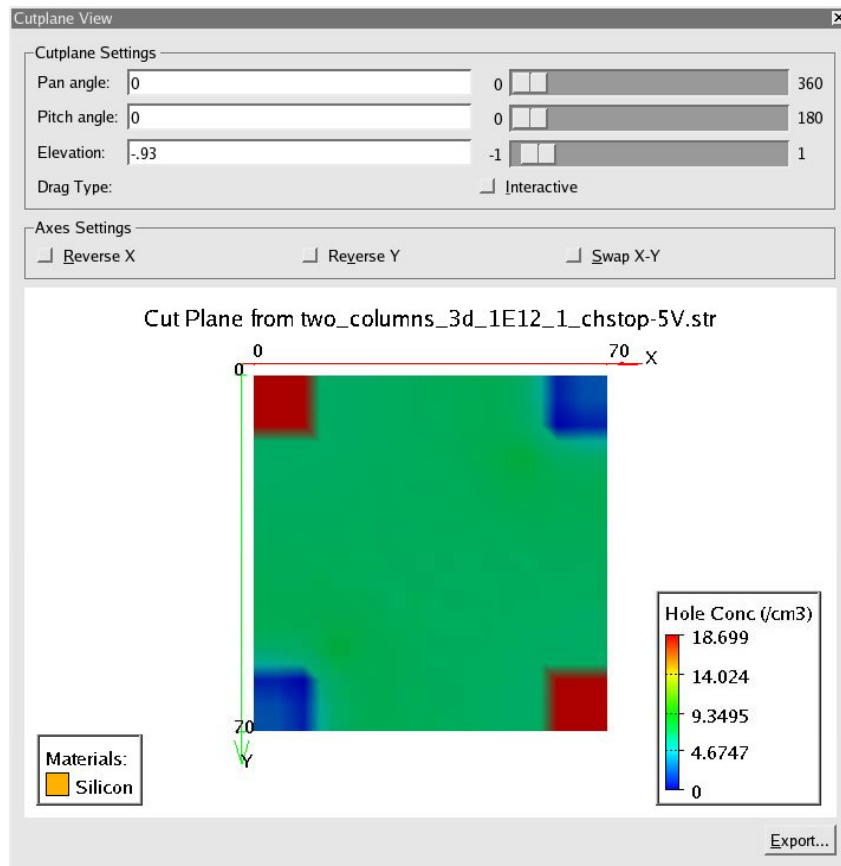 Cutplane View
Cutplane Settings
Pan angle: 0 0 360
Pitch angle: 0 0 180
Elevation: -.93 -1 1
Drag Type: Interactive
Axes Settings
Reverse X Reverse Y Swap X-Y
Cut Plane from two_columns_3d_1E12_1_chstop-5V.str
0 70 X
0
70
Y
Hole Conc (/cm3)
18.699
14.024
9.3495
4.6747
0
Materials:
Silicon
Export...